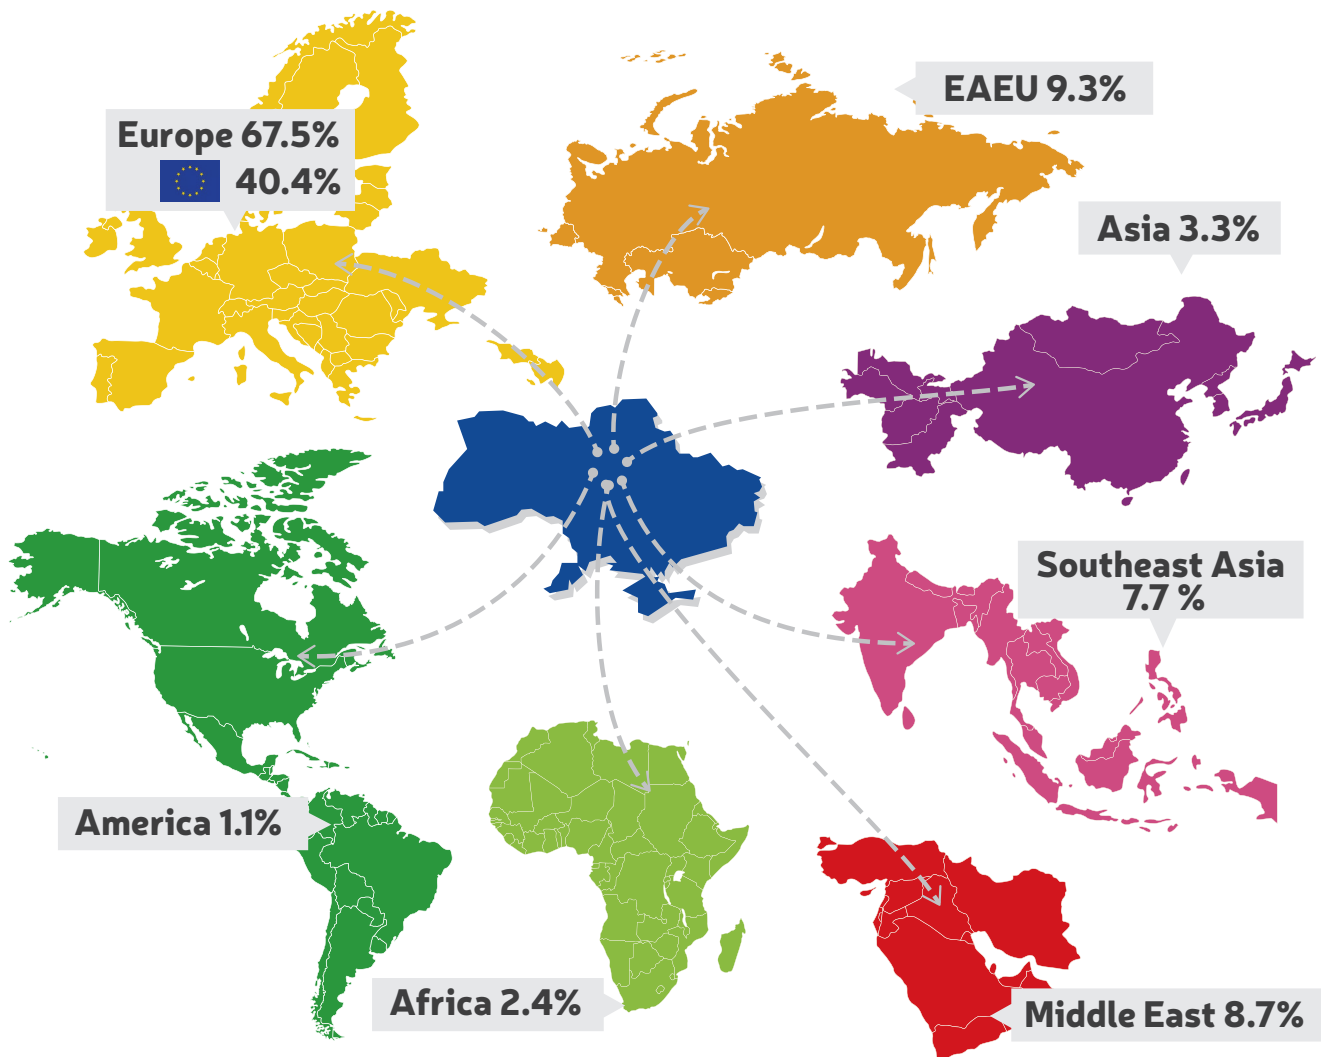 EAEU 9.3%
Europe 67.5%
40.4%
Asia 3.3%
Southeast Asia
7.7 %
America 1.1%
Africa 2.4%
Middle East 8.7%